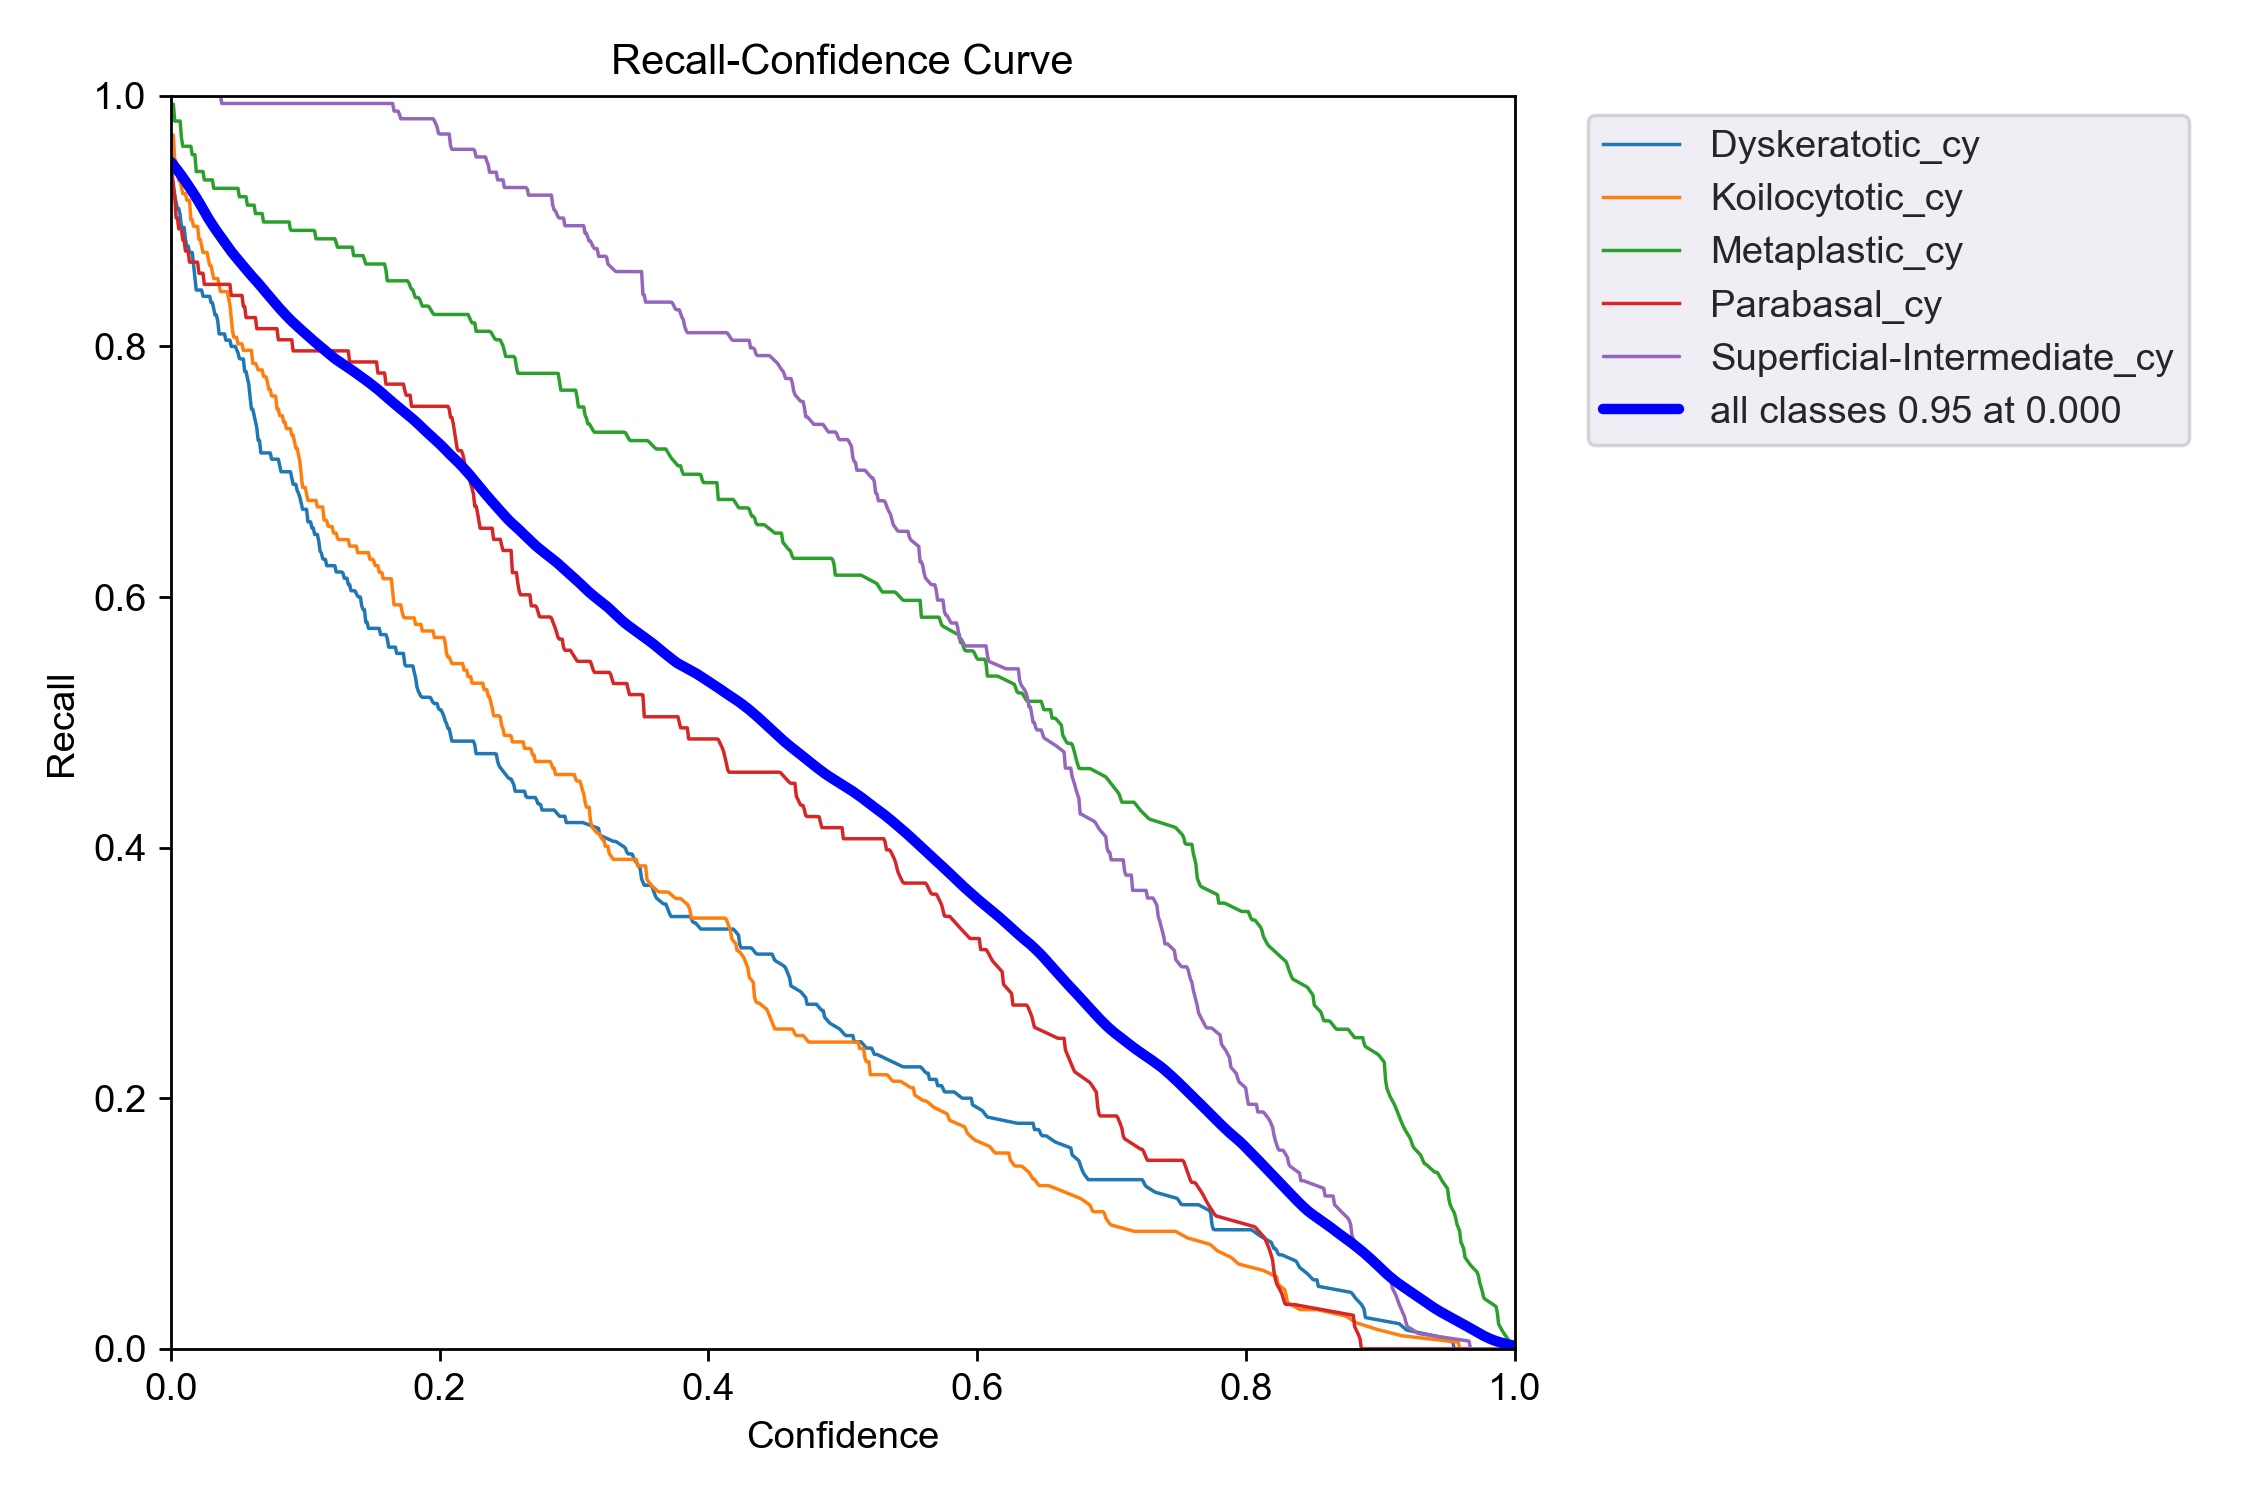 Recall-Confidence Curve
1.0
0.8
0.6
0.4
0.2
0.0
Recall
0.0 0.2 0.4 0.6 0.8 1.0
Confidence
Dyskeratotic_cy
Koilocytotic_cy
Metaplastic_cy
Parabasal_cy
Superficial-Intermediate_cy
all classes 0.95 at 0.000